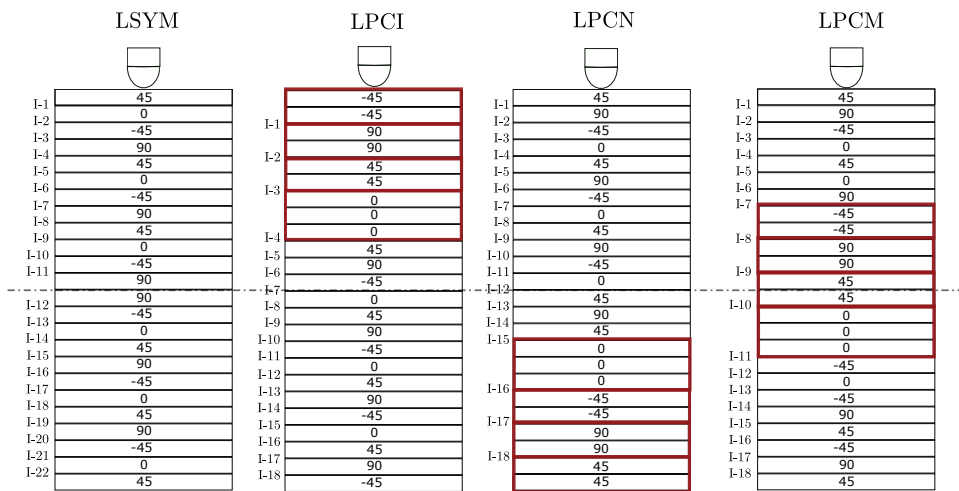 LSYM
45
I-1
0
I-2
-45
I-3
90
I-4
45
I-5
0
I-6
-45
I-7
90
I-8
45
I-9
0
I-10
-45
I-11
90
90
I-12
-45
I-13
0
I-14
45
I-15
90
I-16
-45
I-17
0
I-18
45
I-19
90
I-20
-45
I-21
0
I-22
45
LPCI
-45
-45
I-1
90
90
I-2
45
45
I-3
0
0
0
I-4
45
I-5
90
I-6
-45
I-7
0
I-8
45
I-9
90
I-10
-45
I-11
0
I-12
45
I-13
90
I-14
-45
I-15
0
I-16
45
I-17
90
I-18
-45
LPCN
45
I-1
90
I-2
-45
I-3
0
I-4
45
I-5
90
I-6
-45
I-7
0
I-8
45
I-9
90
I-10
-45
I-11
0
I-12
45
I-13
90
I-14
45
I-15
0
0
0
I-16
-45
-45
I-17
90
90
I-18
45
45
LPCM
45
I-1
90
I-2
-45
I-3
0
I-4
45
I-5
0
I-6
90
I-7
-45
-45
I-8
90
90
I-9
45
45
I-10
0
0
0
I-11
-45
I-12
0
I-13
-45
I-14
90
I-15
45
I-16
-45
I-17
90
I-18
45